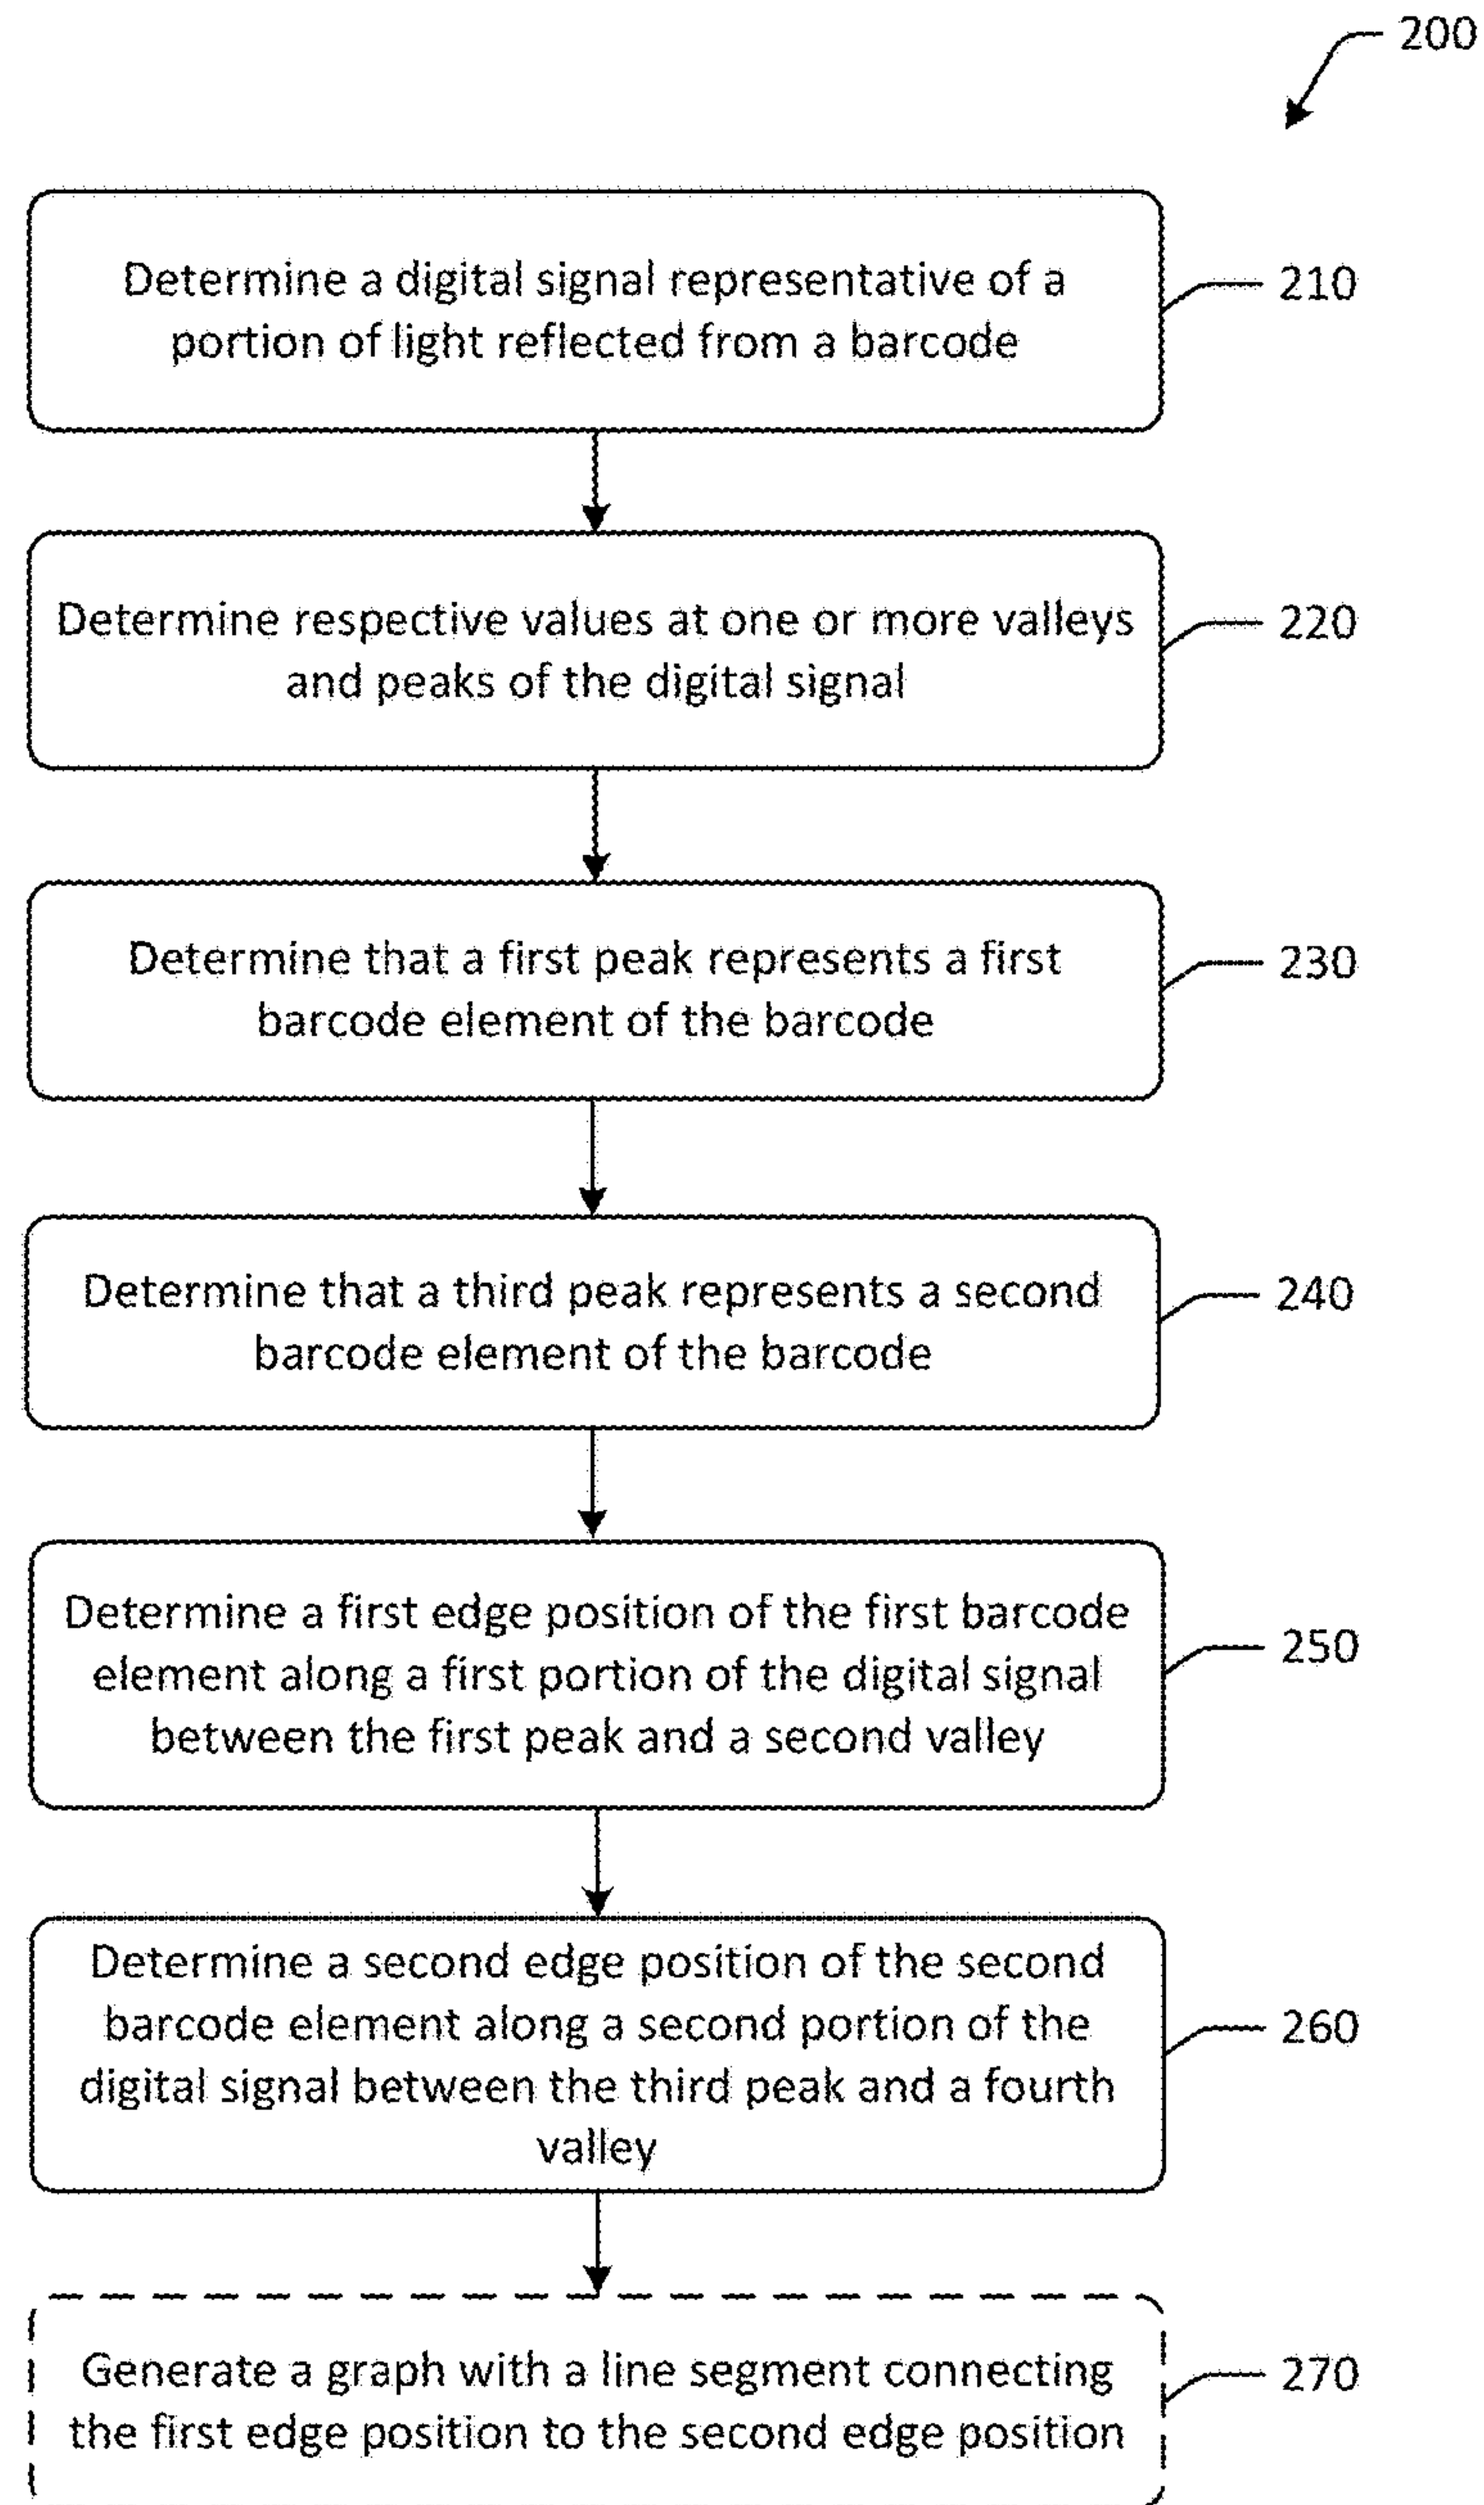 200
Determine a digital signal representative of a
portion of light reflected from a barcode
210
Determine respective values at one or more valleys
and peaks of the digital signal
220
Determine that a first peak represents a first
barcode element of the barcode
230
Determine that a third peak represents a second
barcode element of the barcode
240
Determine a first edge position of the first barcode
element along a first portion of the digital signal
between the first peak and a second valley
250
Determine a second edge position of the second
barcode element along a second portion of the
digital signal between the third peak and a fourth
valley
260
Generate a graph with a line segment connecting
the first edge position to the second edge position
270